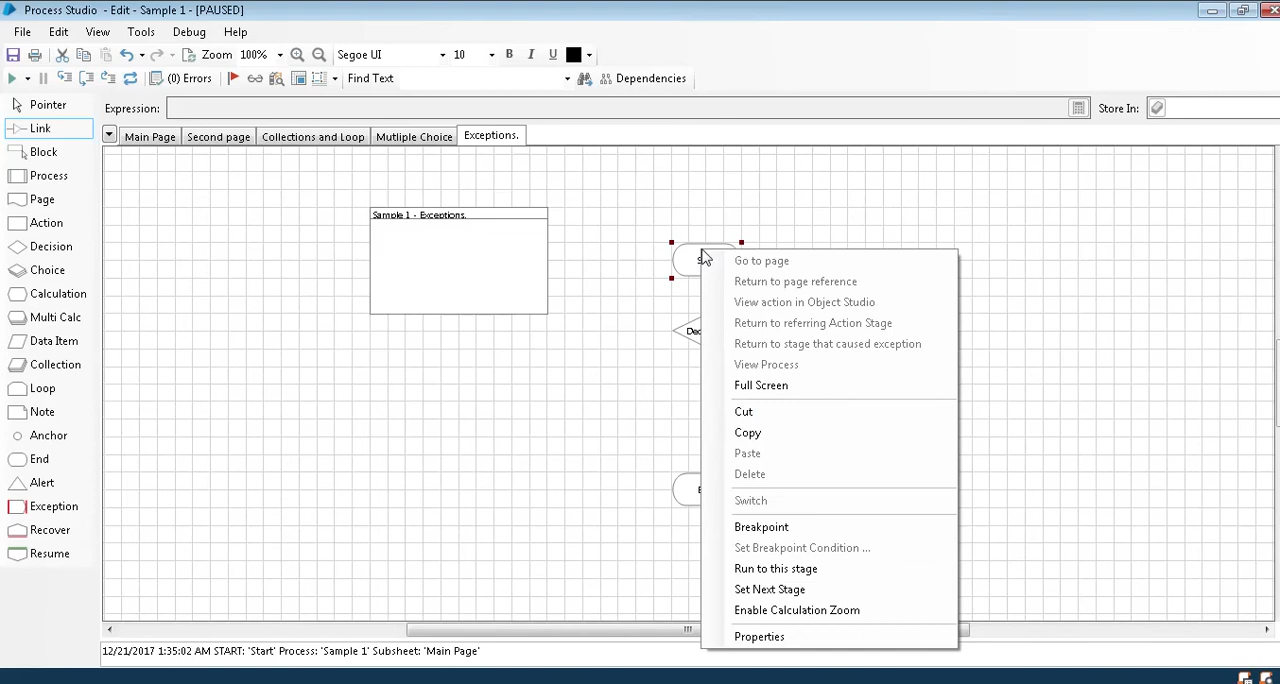 Process Studio - Edit - Sample 1 - [PAUSED]
File Edit View Tools Debug Help
Zoom 100% Segoe UI 10 B I U
(0) Errors Find Text Dependencies
Expression: Store In:
Main Page Second page Collections and Loop Mutliple Choice Exceptions.
Pointer
Link
Block
Process
Page
Action
Decision
Choice
Calculation
Multi Calc
Data Item
Collection
Loop
Note
Anchor
End
Alert
Exception
Recover
Resume
Sample 1 - Exceptions.
Go to page
Return to page reference
View action in Object Studio
Return to referring Action Stage
Return to stage that caused exception
View Process
Full Screen
Cut
Copy
Paste
Delete
Switch
Breakpoint
Set Breakpoint Condition ...
Run to this stage
Set Next Stage
Enable Calculation Zoom
Properties
12/21/2017 1:35:02 AM START: 'Start' Process: 'Sample 1' Subsheet: 'Main Page'